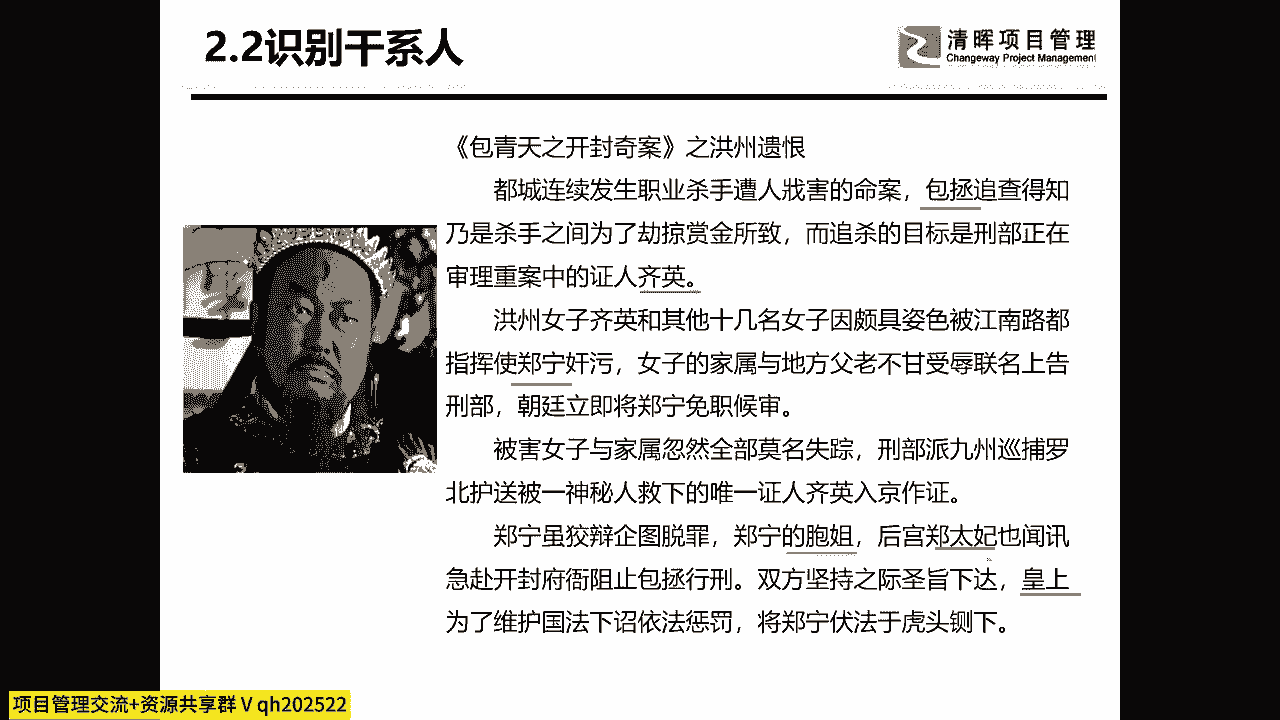 2.2识别干系人
清晖项目管理
Changeway Project Management
《包青天之开封奇案》之洪州遗恨
都城连续发生职业杀手遭人戕害的命案，包拯追查得知
乃是杀手之间为了劫掠赏金所致，而追杀的目标是刑部正在
审理重案中的证人齐英。
洪州女子齐英和其他十几名女子因颇具姿色被江南路都
指挥使郑宁奸污，女子的家属与地方父老不甘受辱联名上告
刑部，朝廷立即将郑宁免职候审。
被害女子与家属忽然全部莫名失踪，刑部派九州巡捕罗
北护送被一神秘人救下的唯一证人齐英入京作证。
郑宁虽狡辩企图脱罪，郑宁的胞姐，后宫郑太妃也闻讯
急赴开封府衙阻止包拯行刑。双方坚持之际圣旨下达，皇上
为了维护国法下诏依法惩罚，将郑宁伏法于虎头铡下。
项目管理交流+资源共享群 V qh202522